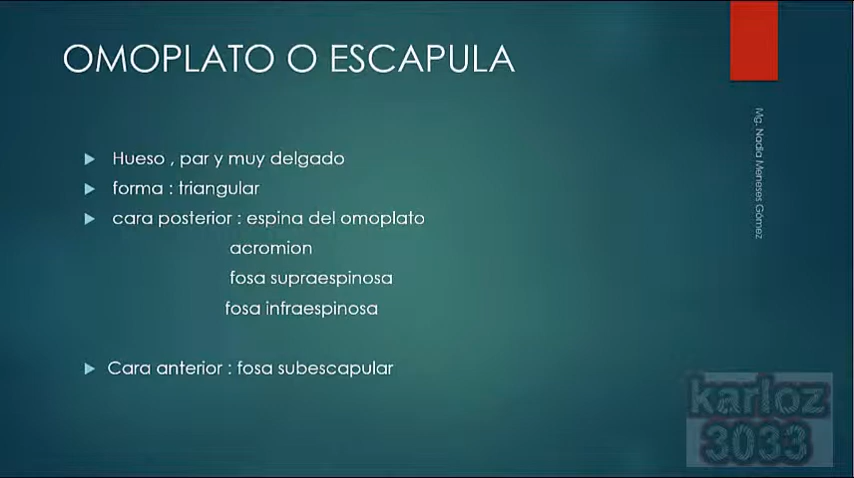 OMOPLATO O ESCAPULA
Hueso , par y muy delgado
forma : triangular
cara posterior : espina del omoplato
acromion
fosa supraespinosa
fosa infraespinosa
Cara anterior : fosa subescapular
Mg. Nadia Meneses Gómez
karloz
3033